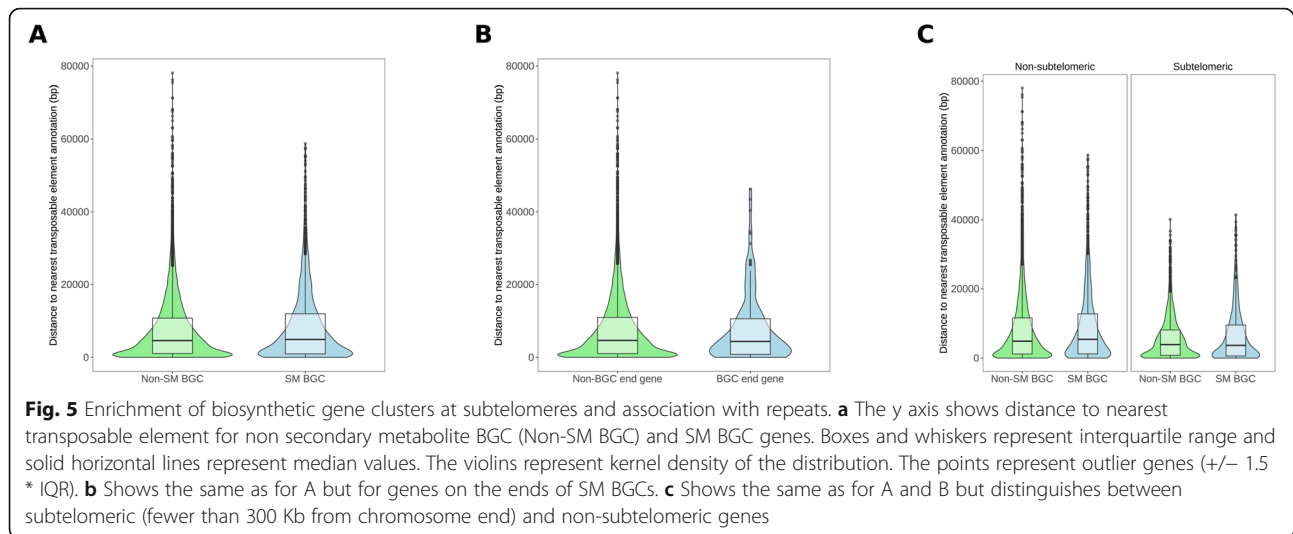 A
B
C
Distance to nearest transposable element annotation (bp)
80000
60000
40000
20000
0
Non-SM BGC
SM BGC
Distance to nearest transposable element annotation (bp)
80000
60000
40000
20000
0
Non-BGC end gene
BGC end gene
Non-subtelomeric
Subtelomeric
Distance to nearest transposable element annotation (bp)
80000
60000
40000
20000
0
Non-SM BGC
SM BGC
Non-SM BGC
SM BGC
Fig. 5 Enrichment of biosynthetic gene clusters at subtelomeres and association with repeats. a The y axis shows distance to nearest
transposable element for non secondary metabolite BGC (Non-SM BGC) and SM BGC genes. Boxes and whiskers represent interquartile range and
solid horizontal lines represent median values. The violins represent kernel density of the distribution. The points represent outlier genes (+/− 1.5
* IQR). b Shows the same as for A but for genes on the ends of SM BGCs. c Shows the same as for A and B but distinguishes between
subtelomeric (fewer than 300 Kb from chromosome end) and non-subtelomeric genes